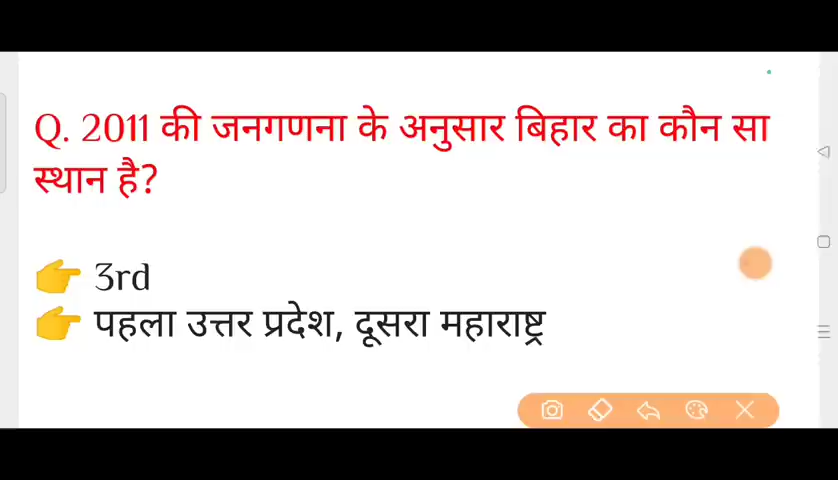 Q. 2011 की जनगणना के अनुसार बिहार का कौन सा
स्थान है?
👉 3rd
👉 पहला उत्तर प्रदेश, दूसरा महाराष्ट्र